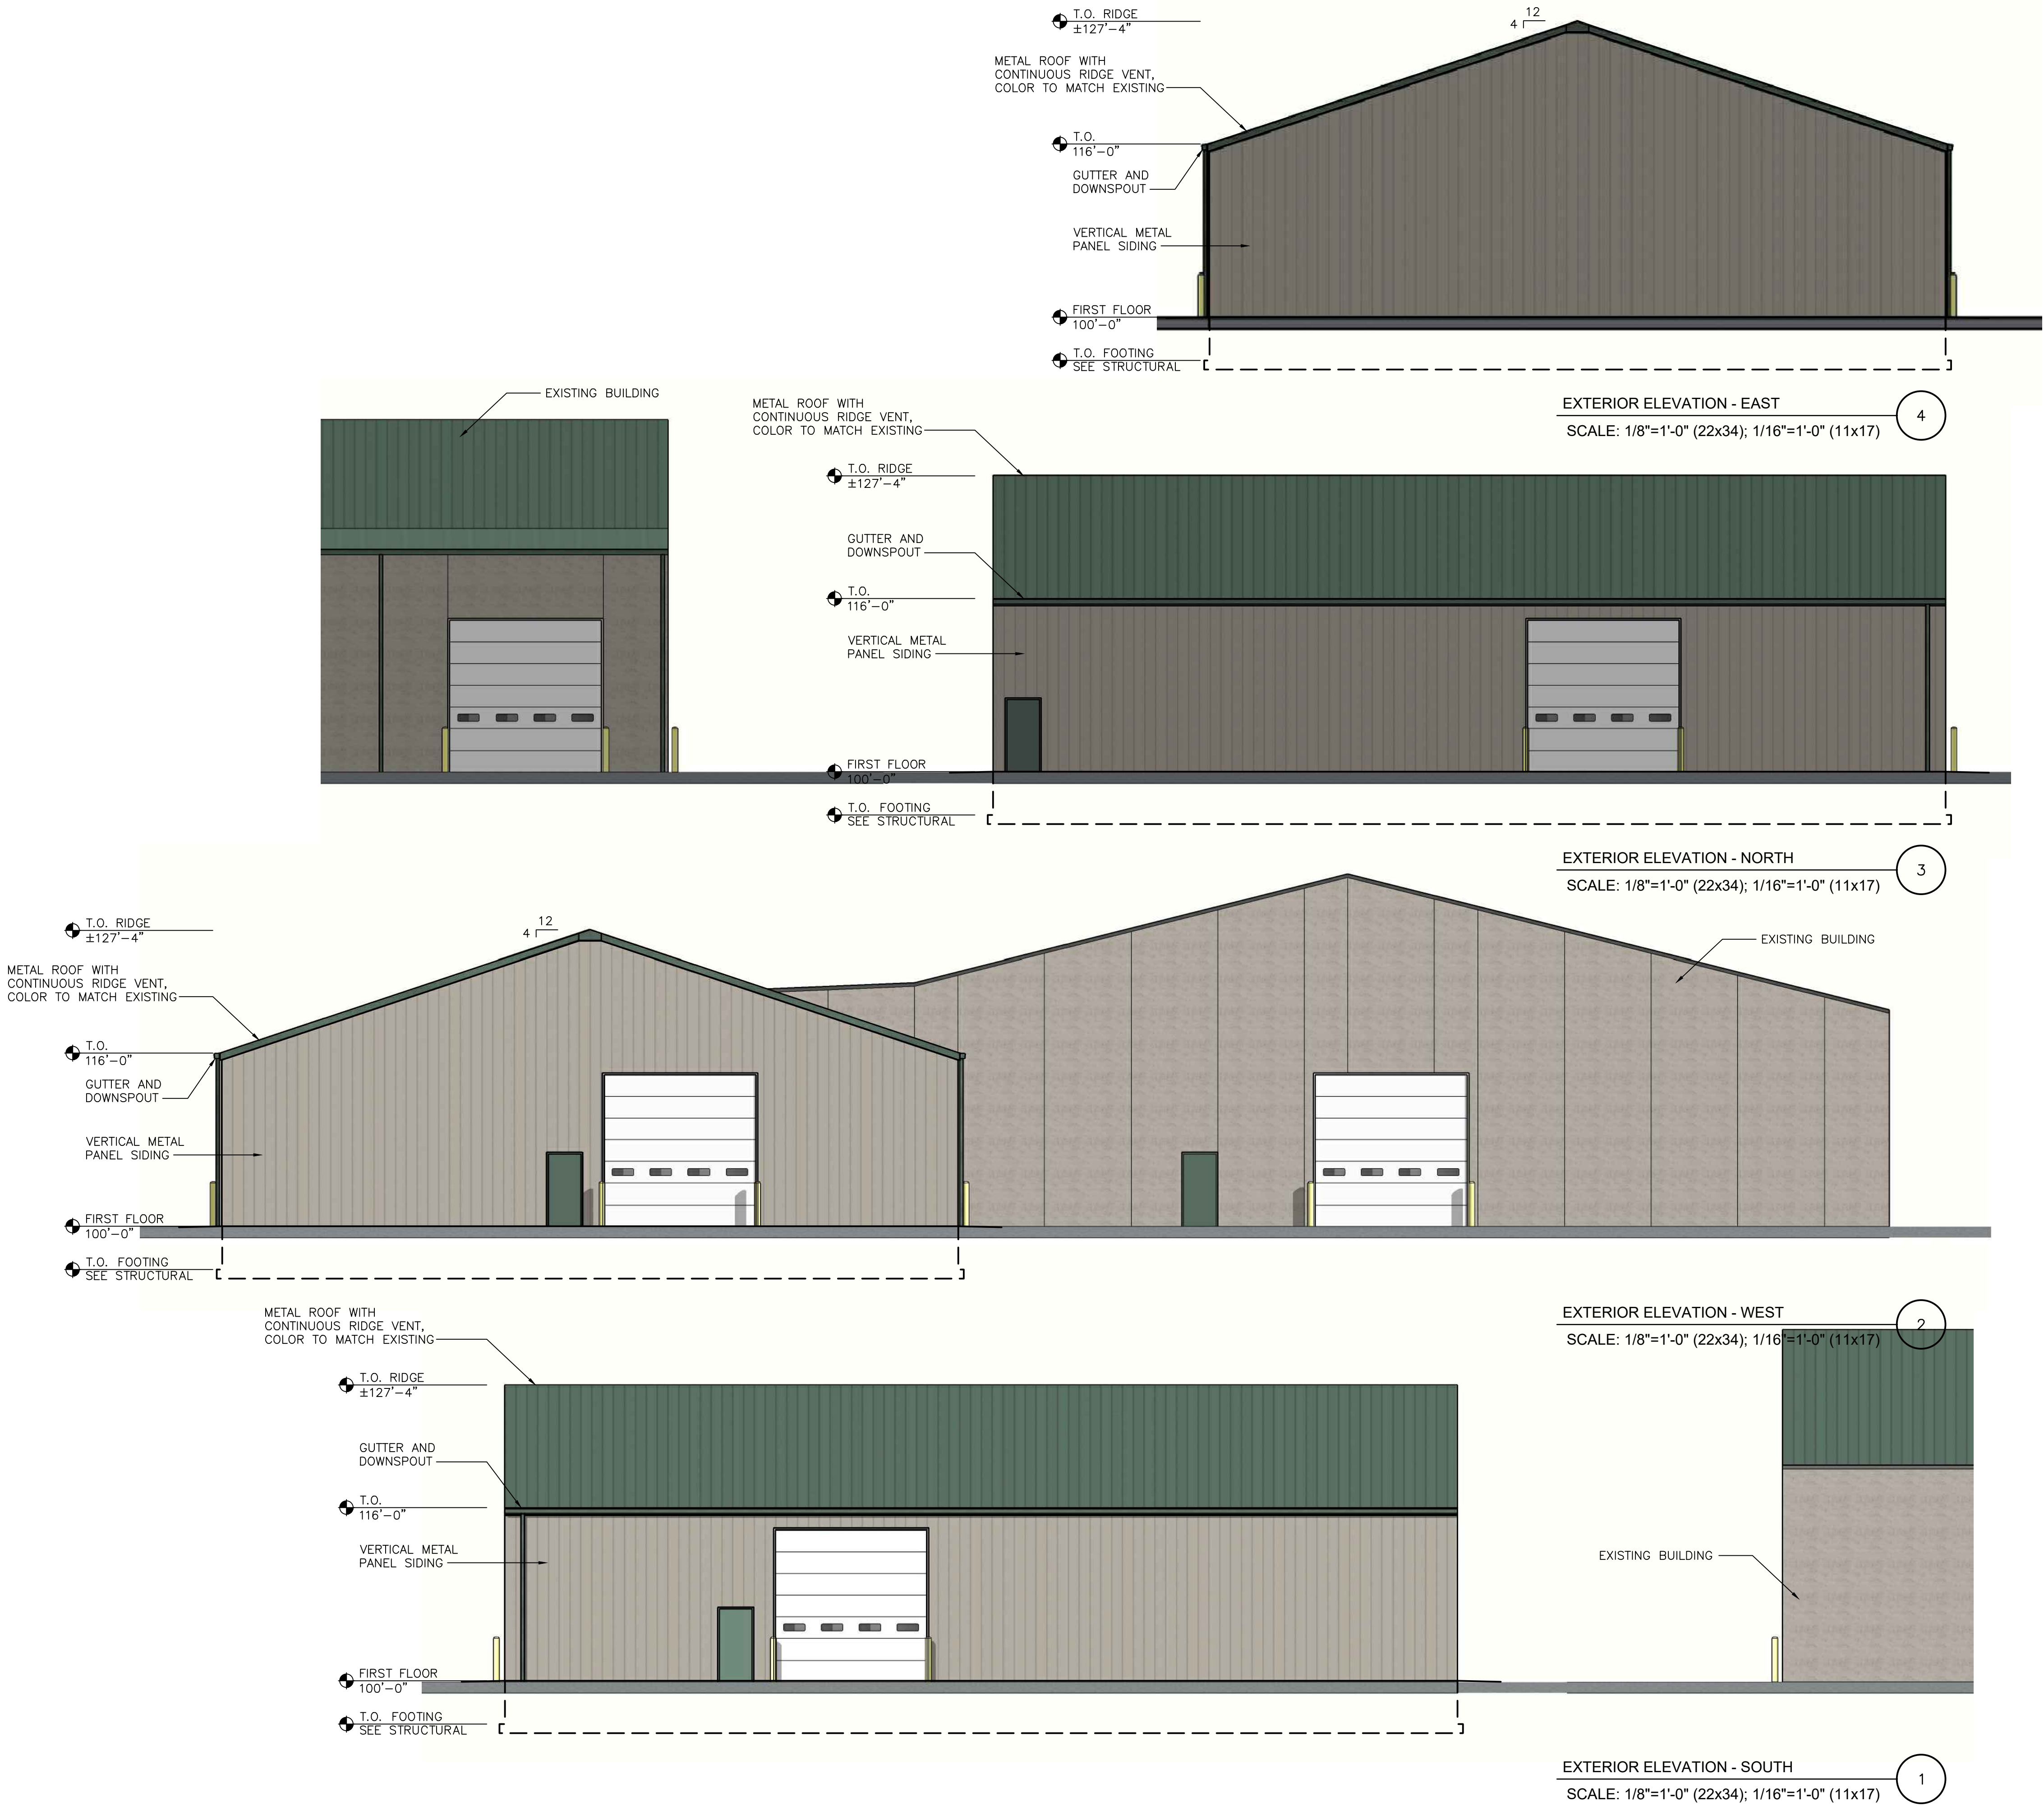 T.O. RIDGE
±127'-4"
12
4
METAL ROOF WITH
CONTINUOUS RIDGE VENT,
COLOR TO MATCH EXISTING
T.O.
116'-0"
GUTTER AND
DOWNSPOUT
VERTICAL METAL
PANEL SIDING
FIRST FLOOR
100'-0"
T.O. FOOTING
SEE STRUCTURAL
EXTERIOR ELEVATION - EAST
4
SCALE: 1/8"=1'-0" (22x34); 1/16"=1'-0" (11x17)
EXISTING BUILDING
METAL ROOF WITH
CONTINUOUS RIDGE VENT,
COLOR TO MATCH EXISTING
T.O. RIDGE
±127'-4"
GUTTER AND
DOWNSPOUT
T.O.
116'-0"
VERTICAL METAL
PANEL SIDING
FIRST FLOOR
100'-0"
T.O. FOOTING
SEE STRUCTURAL
EXTERIOR ELEVATION - NORTH
3
SCALE: 1/8"=1'-0" (22x34); 1/16"=1'-0" (11x17)
T.O. RIDGE
±127'-4"
12
4
EXISTING BUILDING
METAL ROOF WITH
CONTINUOUS RIDGE VENT,
COLOR TO MATCH EXISTING
T.O.
116'-0"
GUTTER AND
DOWNSPOUT
VERTICAL METAL
PANEL SIDING
FIRST FLOOR
100'-0"
T.O. FOOTING
SEE STRUCTURAL
EXTERIOR ELEVATION - WEST
2
SCALE: 1/8"=1'-0" (22x34); 1/16"=1'-0" (11x17)
METAL ROOF WITH
CONTINUOUS RIDGE VENT,
COLOR TO MATCH EXISTING
T.O. RIDGE
±127'-4"
GUTTER AND
DOWNSPOUT
T.O.
116'-0"
VERTICAL METAL
PANEL SIDING
EXISTING BUILDING
FIRST FLOOR
100'-0"
T.O. FOOTING
SEE STRUCTURAL
EXTERIOR ELEVATION - SOUTH
1
SCALE: 1/8"=1'-0" (22x34); 1/16"=1'-0" (11x17)